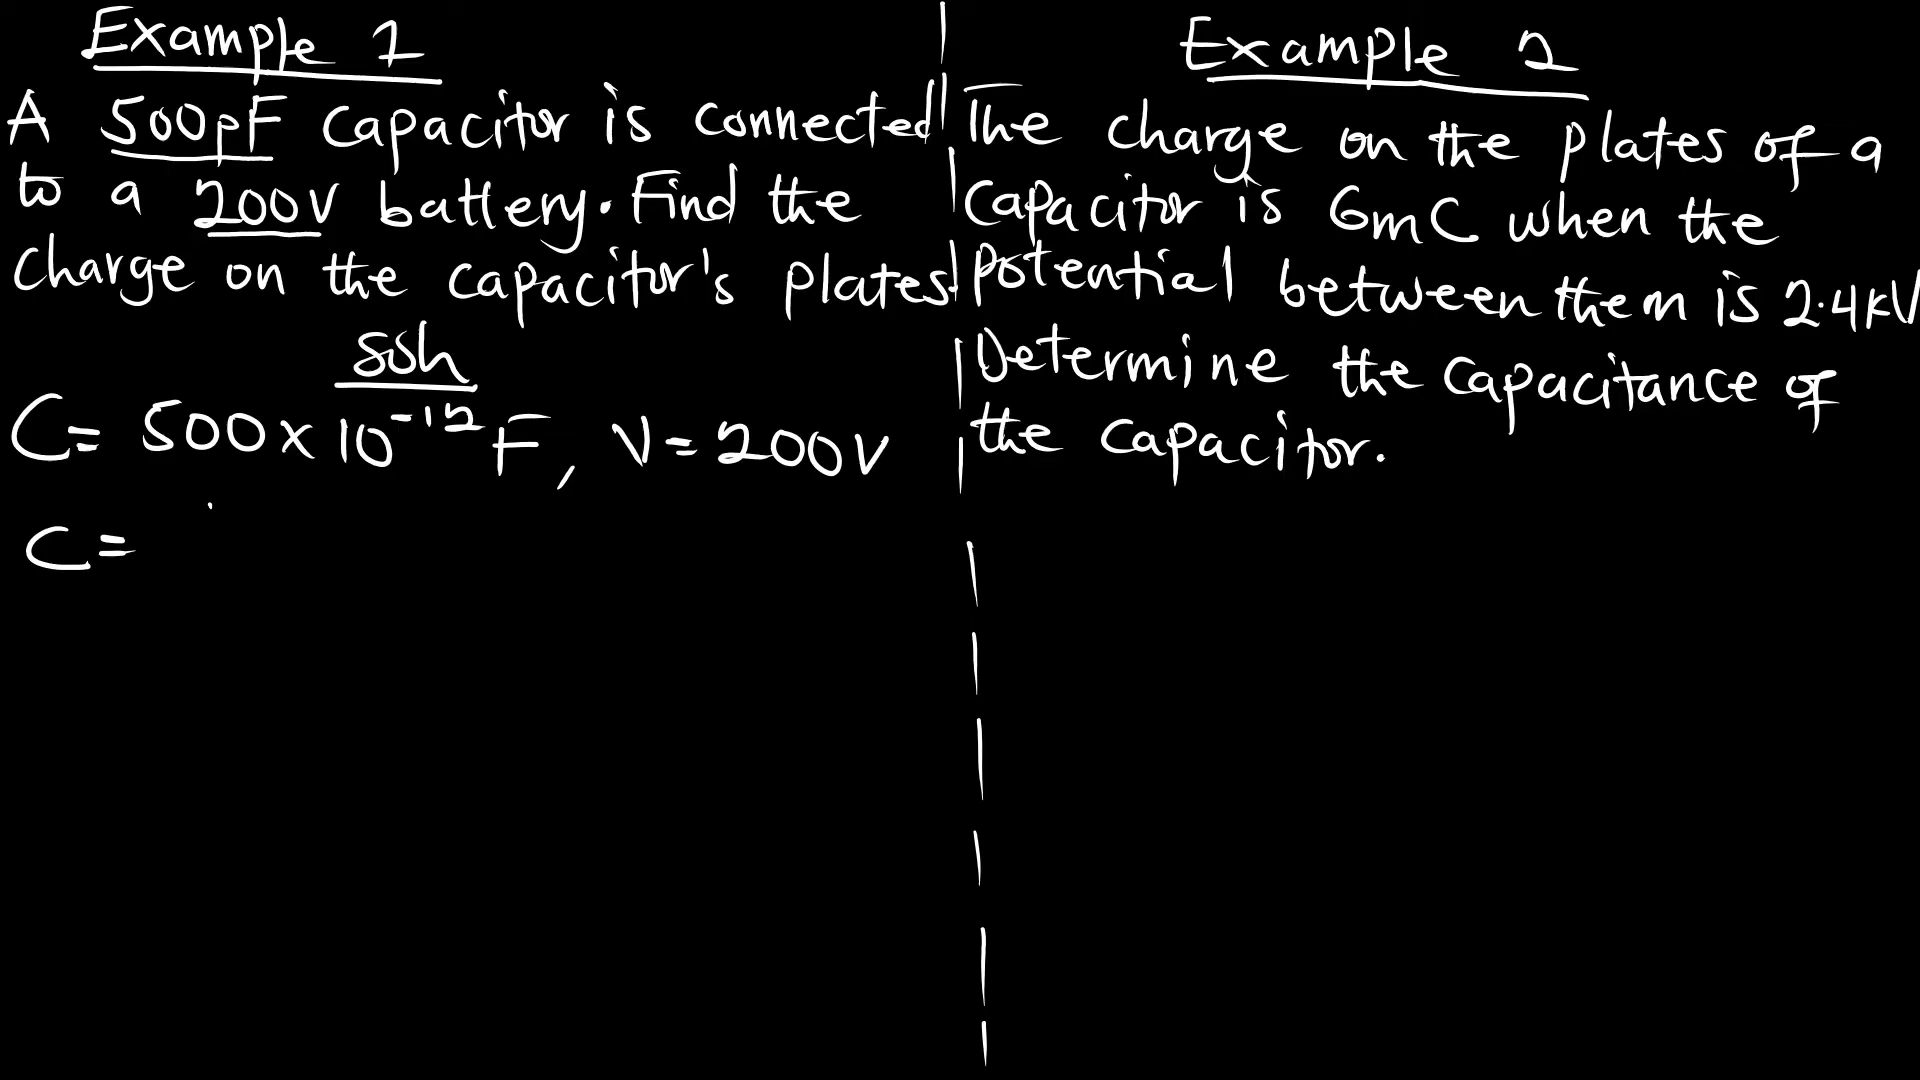 Example 1
A 500pF capacitor is connected
to a 200V battery. Find the
charge on the capacitor's plates.
soln
C= 500x10⁻¹²F, V=200V
C=
Example 2
The charge on the plates of a
capacitor is 6mC when the
potential between them is 2.4kV
Determine the capacitance of
the capacitor.